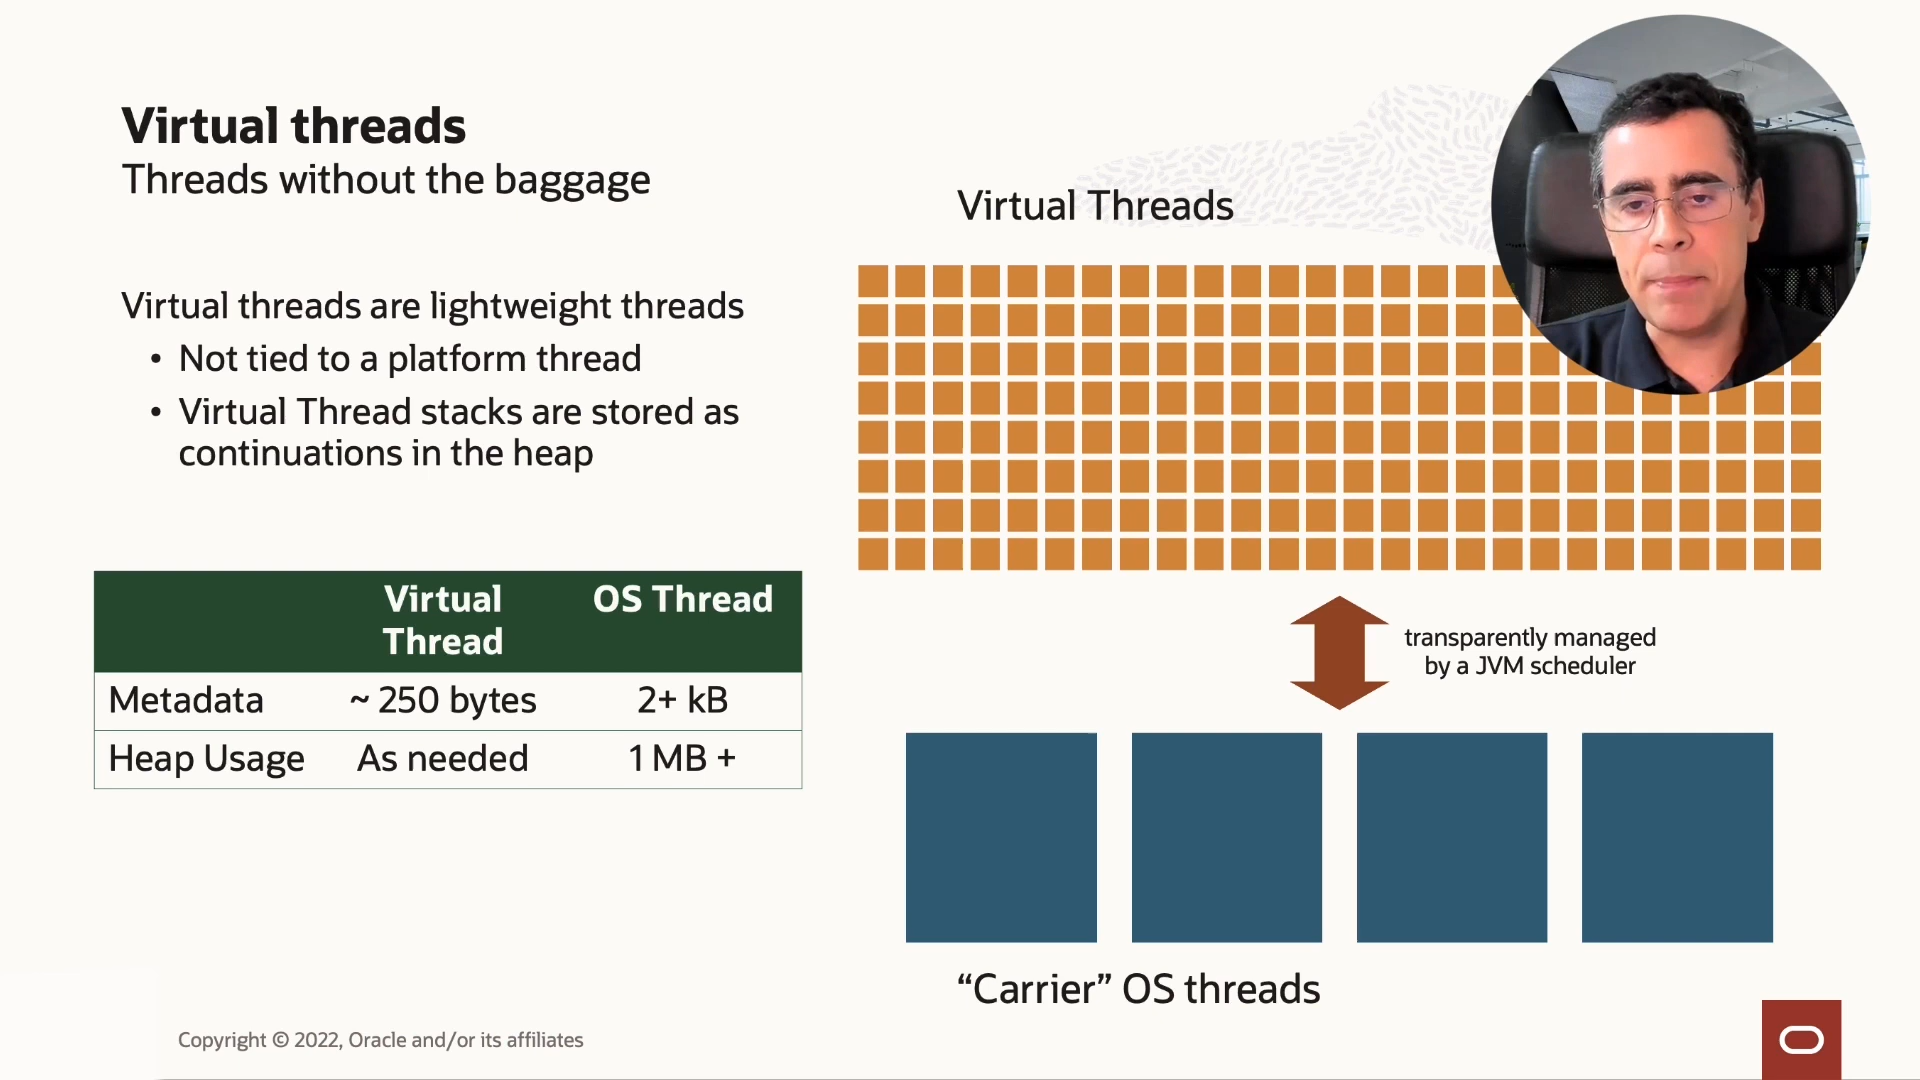 Virtual threads
Threads without the baggage
Virtual threads are lightweight threads
• Not tied to a platform thread
• Virtual Thread stacks are stored as
continuations in the heap
Virtual
Thread
OS Thread
Metadata ~ 250 bytes 2+ kB
Heap Usage As needed 1 MB +
Virtual Threads
transparently managed
by a JVM scheduler
“Carrier” OS threads
Copyright © 2022, Oracle and/or its affiliates